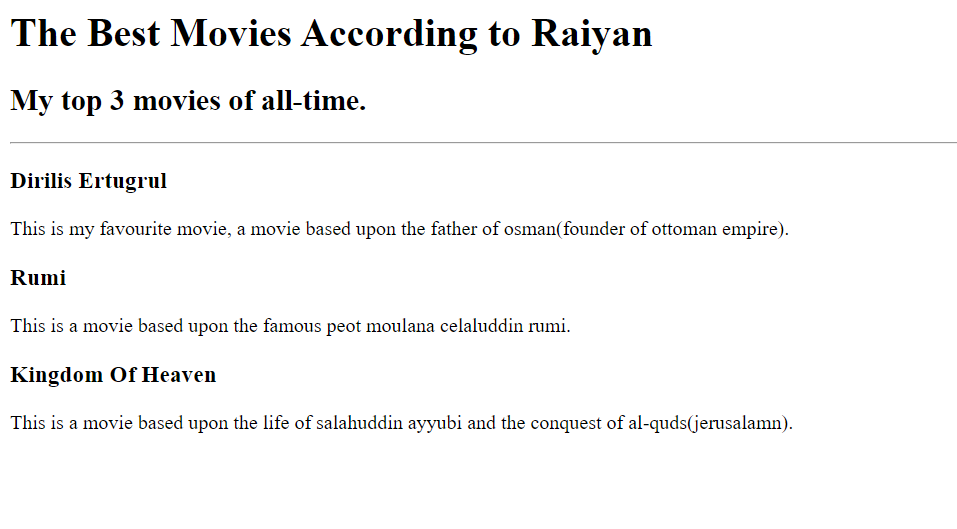 The Best Movies According to Raiyan
My top 3 movies of all-time.
Dirilis Ertugrul
This is my favourite movie, a movie based upon the father of osman(founder of ottoman empire).
Rumi
This is a movie based upon the famous peot moulana celaluddin rumi.
Kingdom Of Heaven
This is a movie based upon the life of salahuddin ayyubi and the conquest of al-quds(jerusalamn).